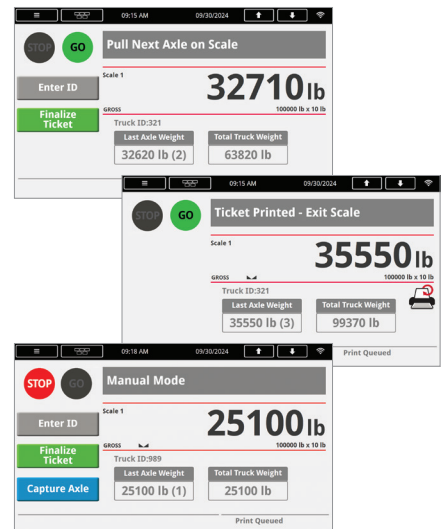 09:15 AM 09/30/2024
STOP GO Pull Next Axle on Scale
Scale 1
Enter ID
32710 lb
GROSS 100000 lb x 10 lb
Finalize Ticket
Truck ID:321
Last Axle Weight Total Truck Weight
32620 lb (2) 63820 lb
09:15 AM 09/30/2024
STOP GO Ticket Printed - Exit Scale
Scale 1
35550 lb
GROSS 100000 lb x 10 lb
Truck ID:321
Last Axle Weight Total Truck Weight
35550 lb (3) 99370 lb
Print Queued
09:18 AM 09/30/2024
STOP GO Manual Mode
Scale 1
Enter ID
25100 lb
GROSS 100000 lb x 10 lb
Finalize Ticket
Truck ID:989
Last Axle Weight Total Truck Weight
Capture Axle 25100 lb (1) 25100 lb
Print Queued